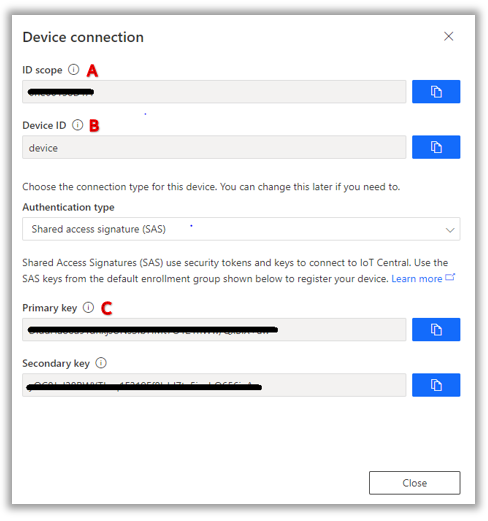 Device connection
ID scope A
Device ID B
device
Choose the connection type for this device. You can change this later if you need to.
Authentication type
Shared access signature (SAS)
Shared Access Signatures (SAS) use security tokens and keys to connect to IoT Central. Use the
SAS keys from the default enrollment group shown below to register your device. Learn more
Primary key C
Secondary key
Close